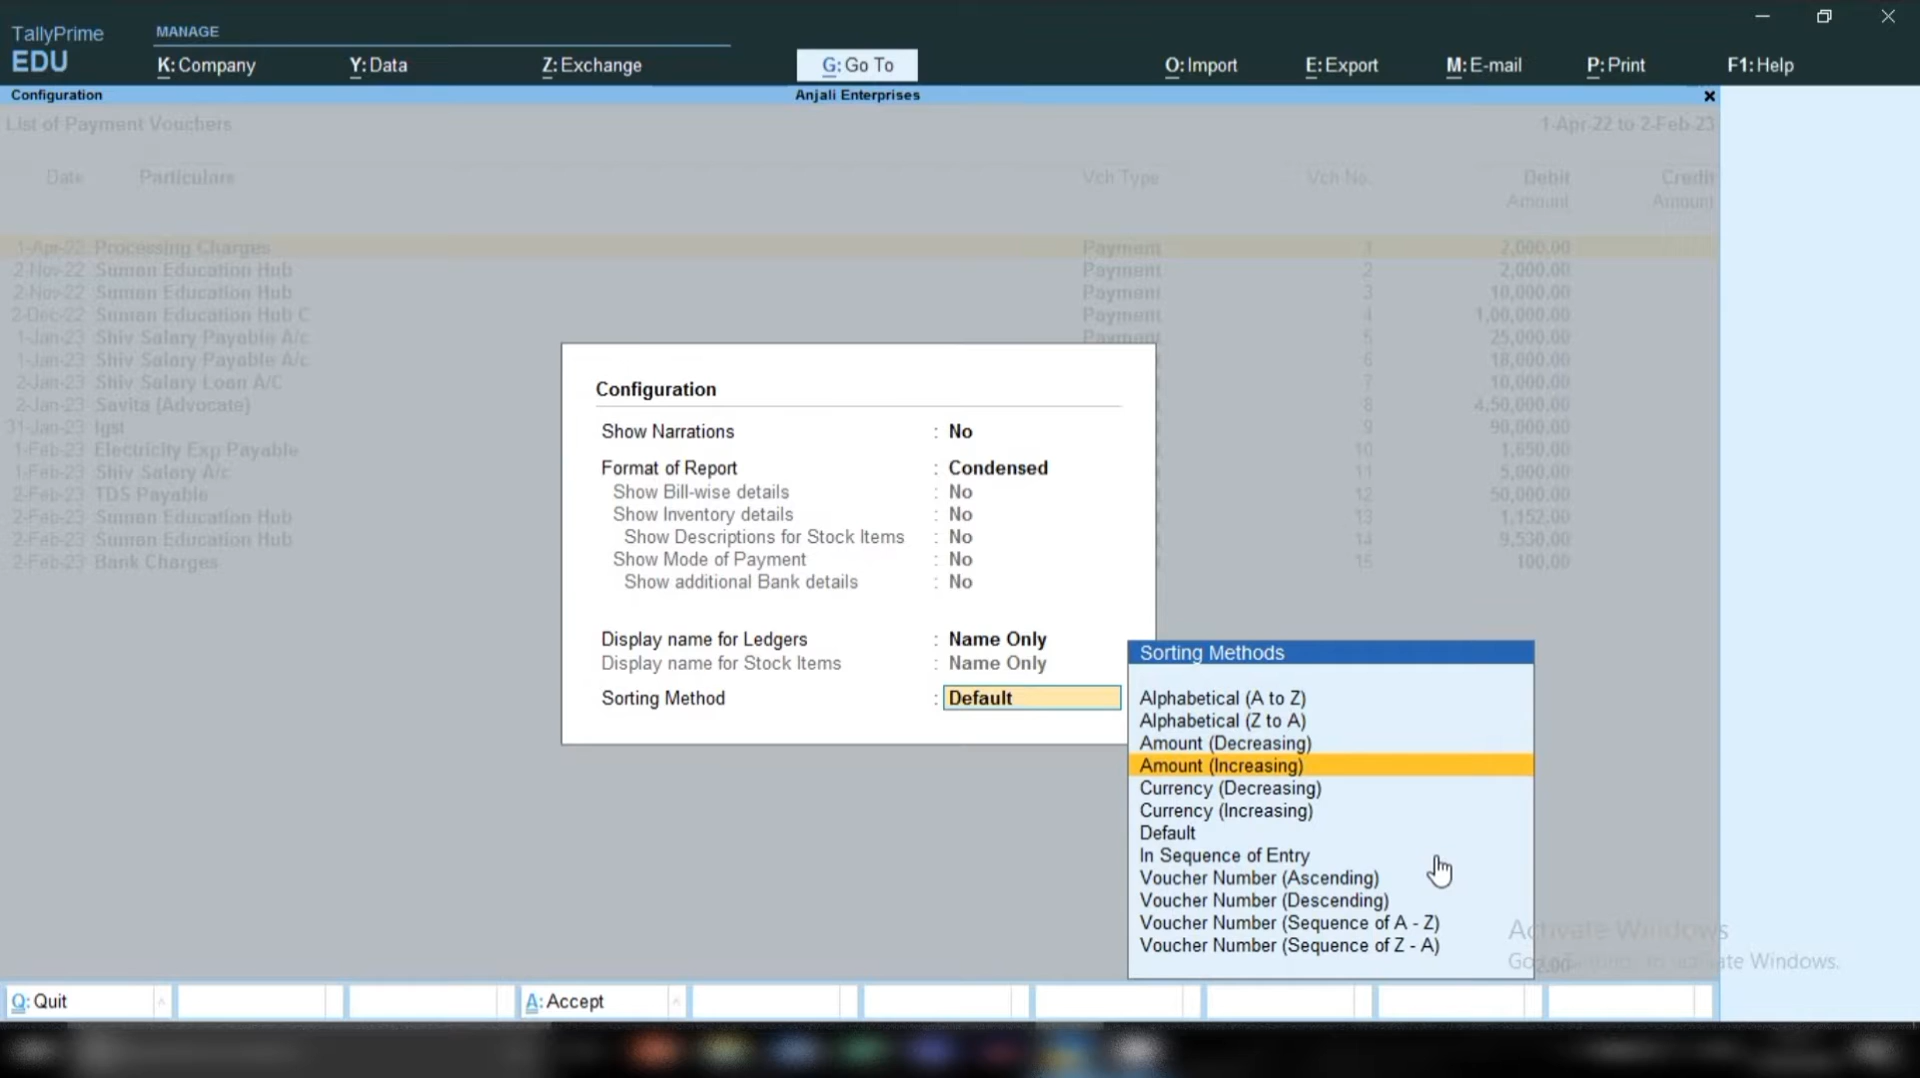 MANAGE
TallyPrime
EDU
K: Company
Y: Data
Z: Exchange
G: Go To
O: Import
E: Export
M: E-mail
P: Print
F1: Help
Configuration
Anjali Enterprises
x
List of Payment Vouchers
1-Apr-22 to 2-Feb-23
Date Particulars Vch Type Vch No. Debit Credit
Amount Amount
1-Apr-22 Processing Charges Payment 1 2,000.00
2-Nov-22 Suman Education Hub Payment 2 2,000.00
2-Nov-22 Suman Education Hub Payment 3 10,000.00
2-Dec-22 Suman Education Hub C Payment 4 1,00,000.00
1-Jan-23 Shiv Salary Payable A/c Payment 5 25,000.00
1-Jan-23 Shiv Salary Payable A/c 6 18,000.00
2-Jan-23 Shiv Salary Loan A/C 7 10,000.00
2-Jan-23 Savita (Advocate) 8 4,50,000.00
31-Jan-23 Igst 9 90,000.00
1-Feb-23 Electricity Exp Payable 10 1,650.00
1-Feb-23 Shiv Salary A/c 11 5,000.00
2-Feb-23 TDS Payable 12 50,000.00
2-Feb-23 Suman Education Hub 13 1,152.00
2-Feb-23 Suman Education Hub 14 9,530.00
2-Feb-23 Bank Charges 15 100.00
Configuration
Show Narrations : No
Format of Report : Condensed
Show Bill-wise details : No
Show Inventory details : No
Show Descriptions for Stock Items : No
Show Mode of Payment : No
Show additional Bank details : No
Display name for Ledgers : Name Only
Display name for Stock Items : Name Only
Sorting Method : Default
Sorting Methods
Alphabetical (A to Z)
Alphabetical (Z to A)
Amount (Decreasing)
Amount (Increasing)
Currency (Decreasing)
Currency (Increasing)
Default
In Sequence of Entry
Voucher Number (Ascending)
Voucher Number (Descending)
Voucher Number (Sequence of A - Z)
Voucher Number (Sequence of Z - A)
Activate Windows
Go to Settings to activate Windows.
Q: Quit
A: Accept